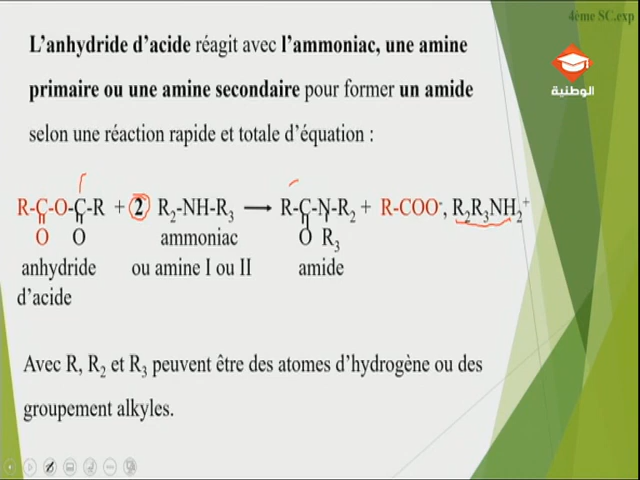 4ème SC.exp
L'anhydride d'acide réagit avec l'ammoniac, une amine
الوطنية
primaire ou une amine secondaire pour former un amide
selon une réaction rapide et totale d'équation :
R-C-O-C-R + 2 R₂-NH-R₃ ⟶ R-C-N-R₂ + R-COO⁻, R₂R₃NH₂⁺
O O ammoniac O R₃
anhydride ou amine I ou II amide
d'acide
Avec R, R₂ et R₃ peuvent être des atomes d'hydrogène ou des
groupement alkyles.